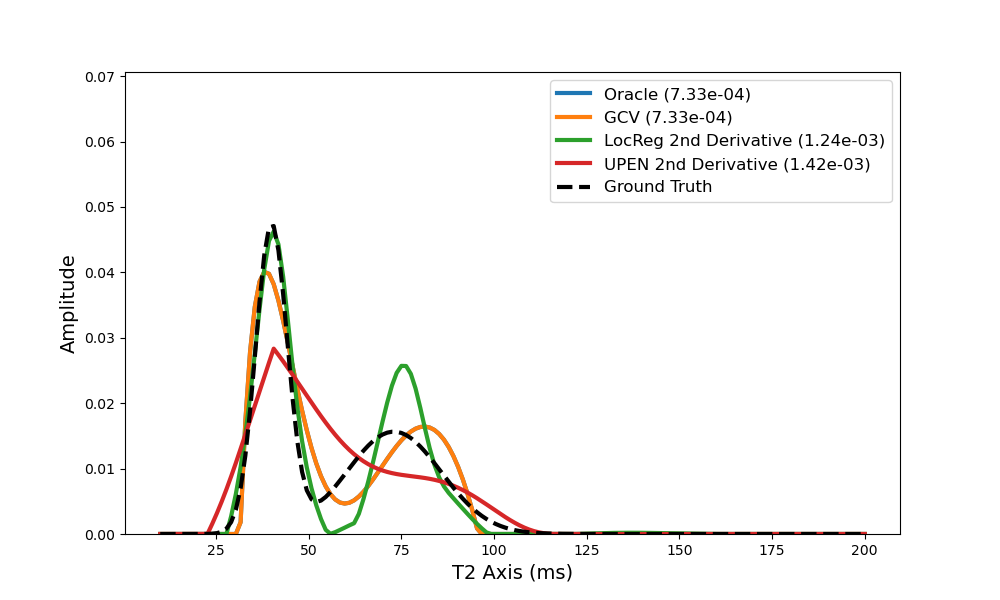 0.07
0.06
0.05
0.04
0.03
0.02
0.01
0.00
Amplitude
Oracle (7.33e-04)
GCV (7.33e-04)
LocReg 2nd Derivative (1.24e-03)
UPEN 2nd Derivative (1.42e-03)
Ground Truth
25 50 75 100 125 150 175 200
T2 Axis (ms)